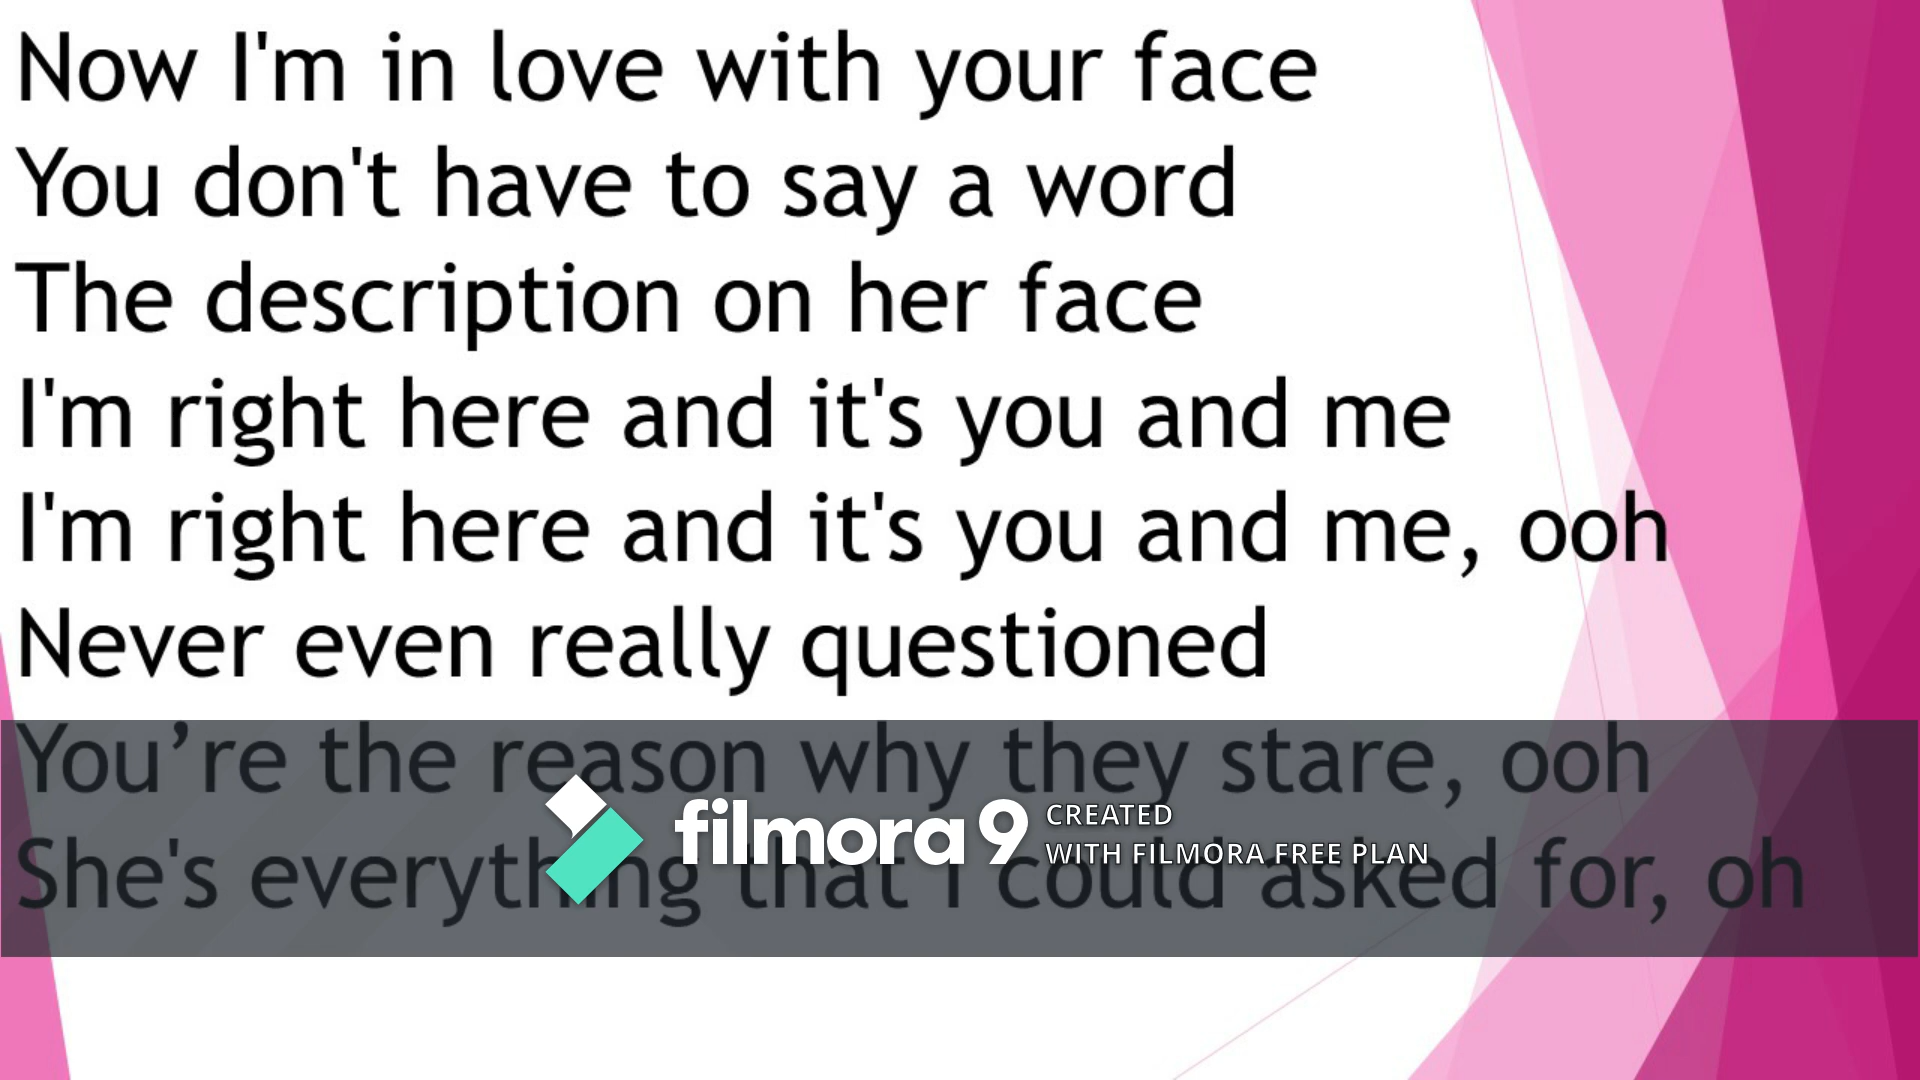 Now I'm in love with your face
You don't have to say a word
The description on her face
I'm right here and it's you and me
I'm right here and it's you and me, ooh
Never even really questioned
You’re the reason why they stare, ooh
She's everything that I could asked for, oh
filmora9
CREATED
WITH FILMORA FREE PLAN